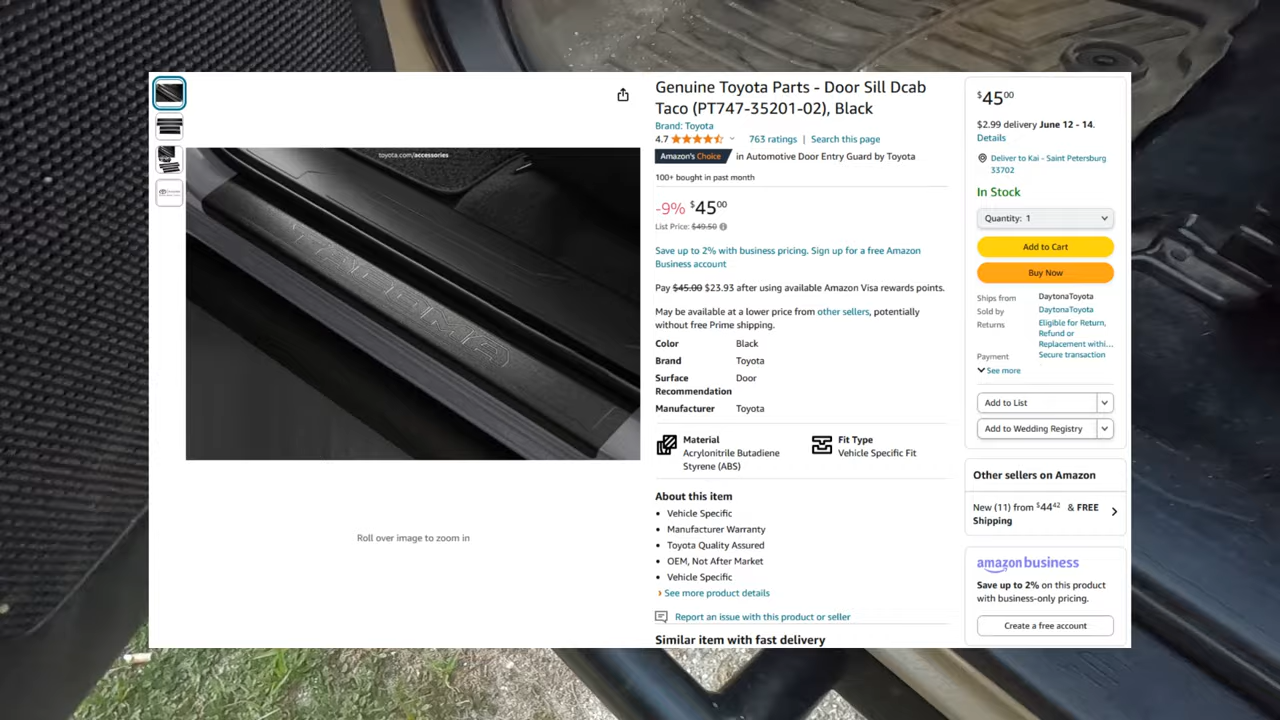 toyota.com/accessories
TACOMA
Roll over image to zoom in
Genuine Toyota Parts - Door Sill Dcab
Taco (PT747-35201-02), Black
Brand: Toyota
4.7
763 ratings | Search this page
Amazon's Choice in Automotive Door Entry Guard by Toyota
100+ bought in past month
-9% $4500
List Price: $49.50
Save up to 2% with business pricing. Sign up for a free Amazon
Business account
Pay $45.00 $23.93 after using available Amazon Visa rewards points.
May be available at a lower price from other sellers, potentially
without free Prime shipping.
Color Black
Brand Toyota
Surface Door
Recommendation
Manufacturer Toyota
Material
Acrylonitrile Butadiene
Styrene (ABS)
Fit Type
Vehicle Specific Fit
About this item
• Vehicle Specific
• Manufacturer Warranty
• Toyota Quality Assured
• OEM, Not After Market
• Vehicle Specific
› See more product details
Report an issue with this product or seller
Similar item with fast delivery
$4500
$2.99 delivery June 12 - 14.
Details
Deliver to Kai - Saint Petersburg
33702
In Stock
Quantity: 1
Add to Cart
Buy Now
Ships from DaytonaToyota
Sold by DaytonaToyota
Returns Eligible for Return,
Refund or
Replacement withi...
Payment Secure transaction
See more
Add to List
Add to Wedding Registry
Other sellers on Amazon
New (11) from $4442 & FREE
Shipping
amazon business
Save up to 2% on this product
with business-only pricing.
Create a free account